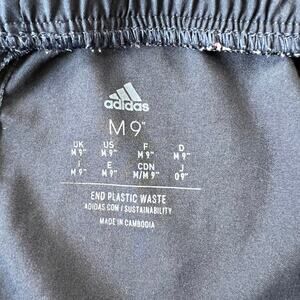 adidas
M 9"
UK US F D
M 9" M 9" M 9" M 9"
I E CDN
M 9" M 9" M/M 9" 09"
END PLASTIC WASTE
ADIDAS.COM / SUSTAINABILITY
MADE IN CAMBODIA